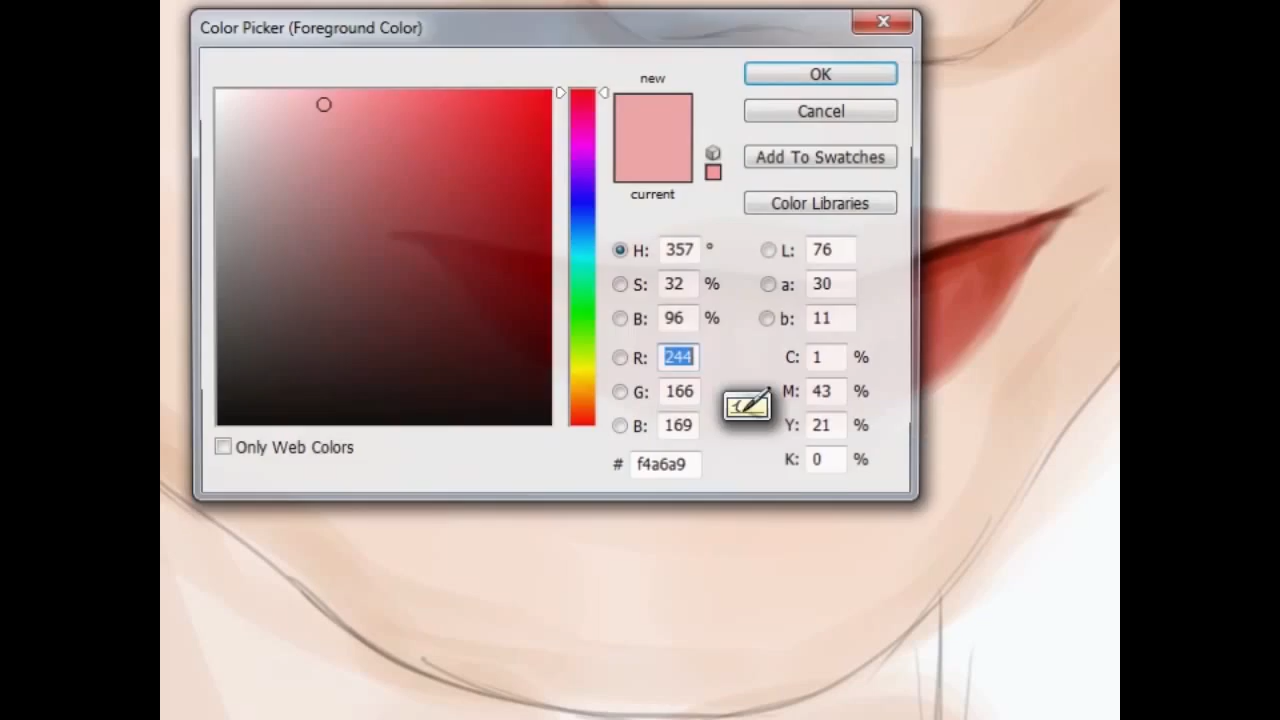 Color Picker (Foreground Color)
new
current
OK
Cancel
Add To Swatches
Color Libraries
H: 357 °
S: 32 %
B: 96 %
R: 244
G: 166
B: 169
# f4a6a9
L: 76
a: 30
b: 11
C: 1 %
M: 43 %
Y: 21 %
K: 0 %
Only Web Colors